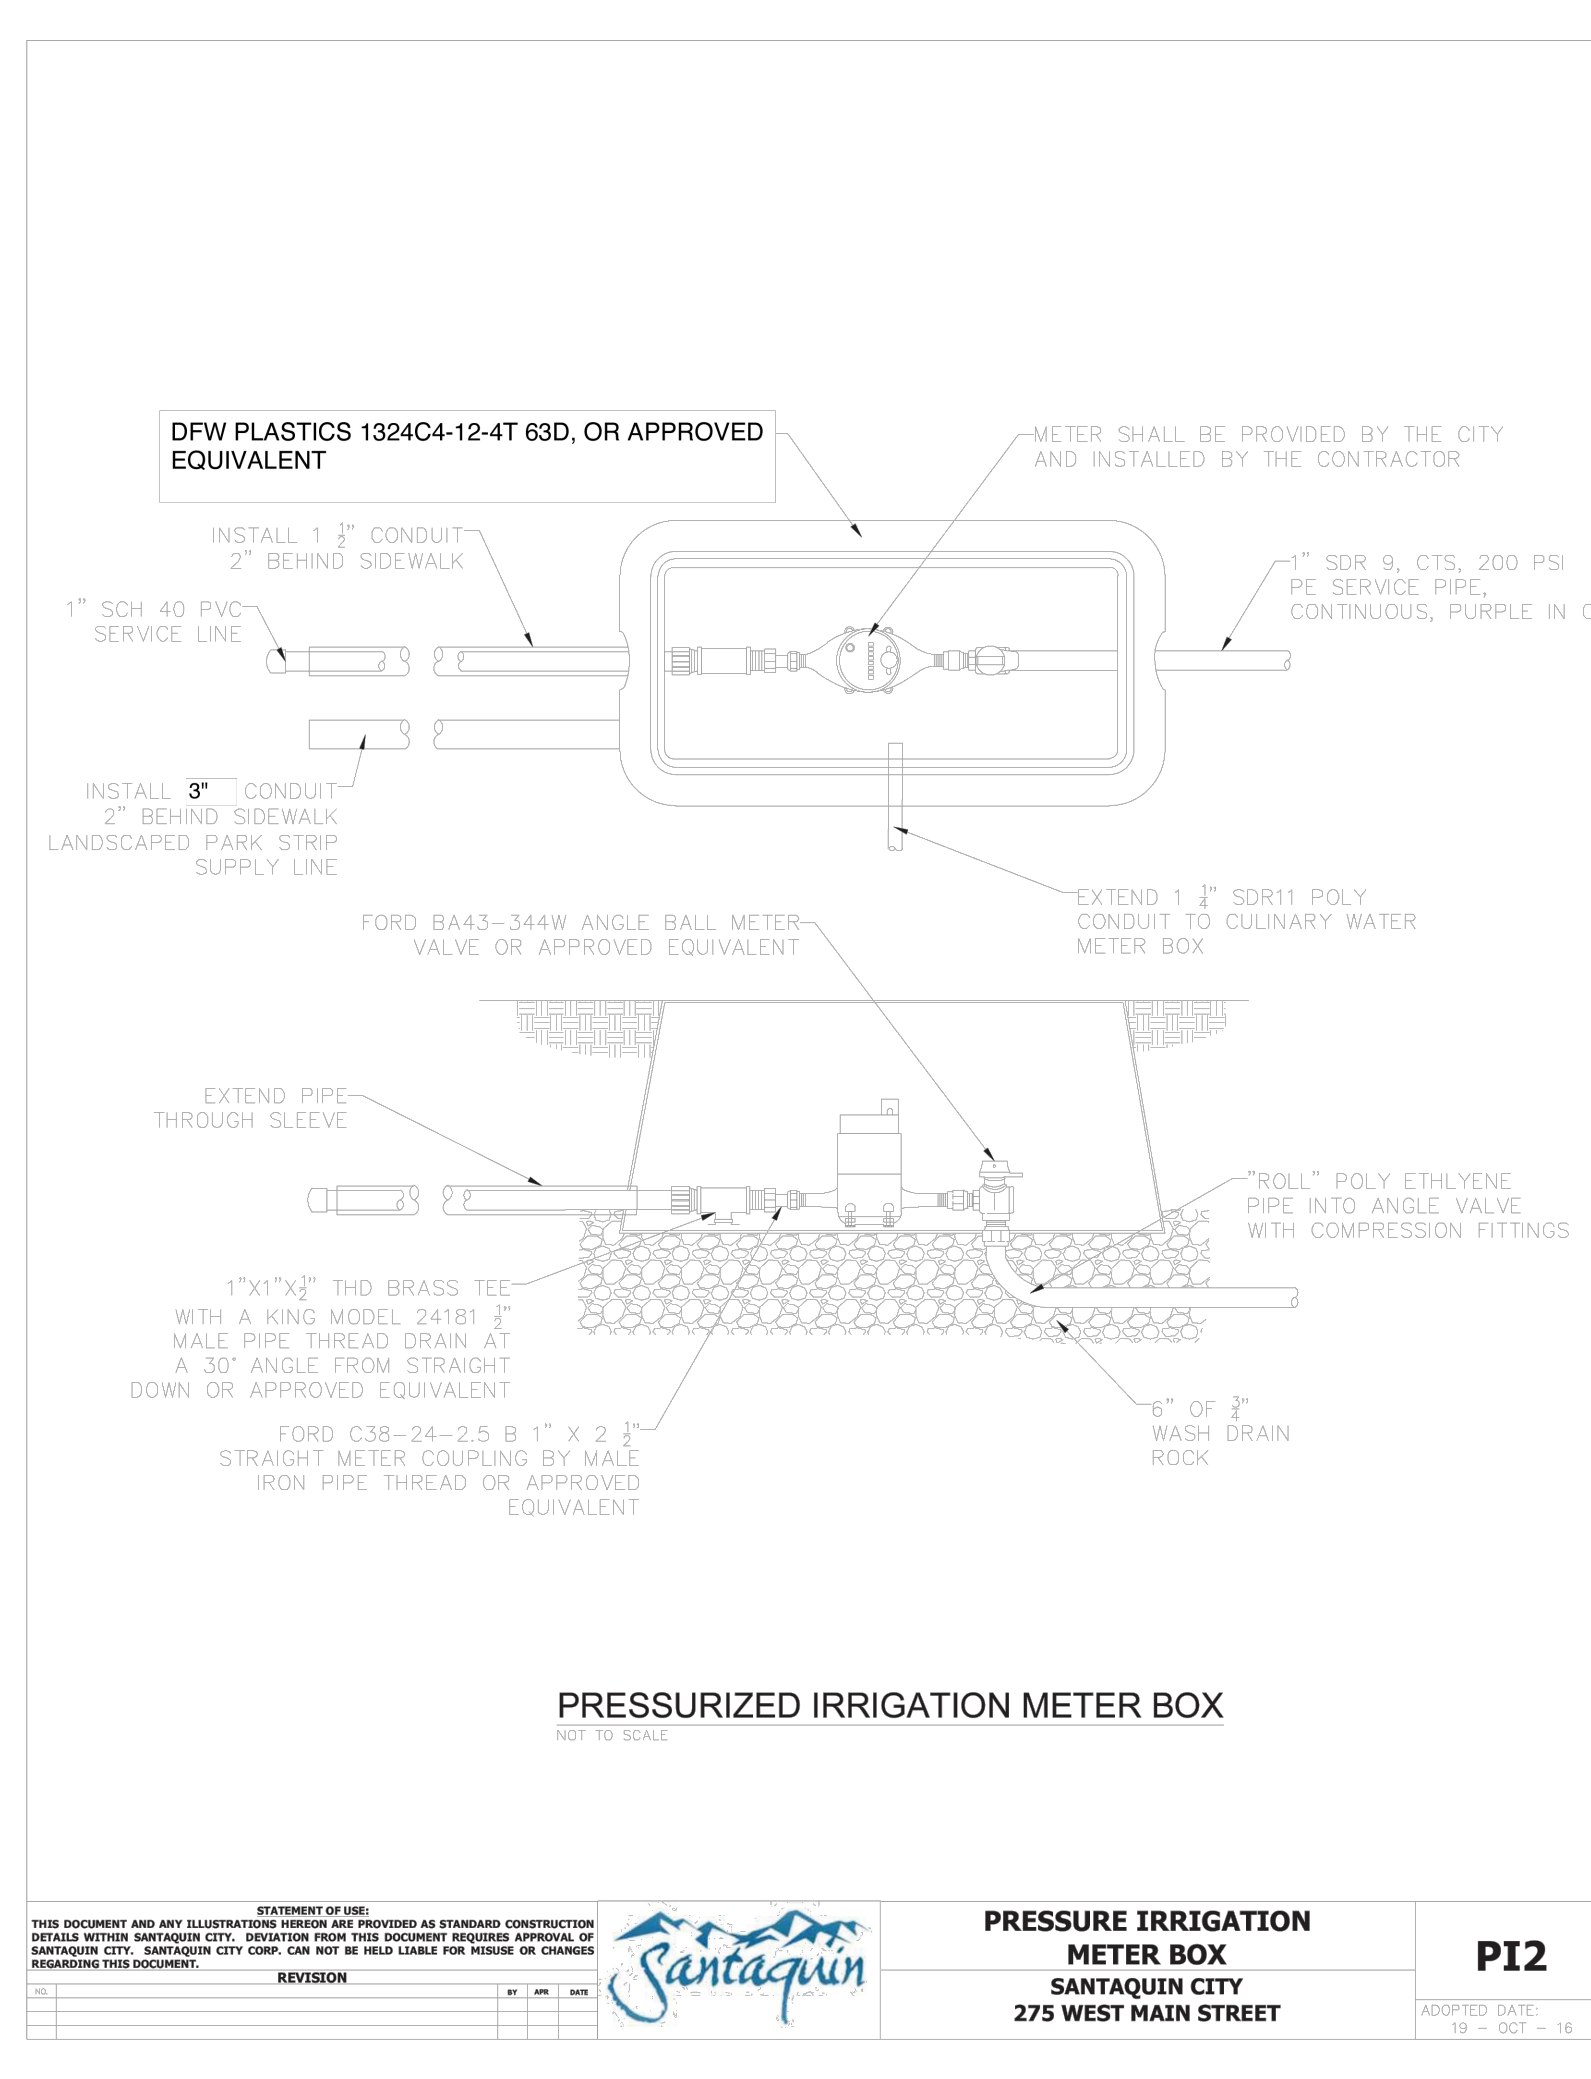 DFW PLASTICS 1324C4-12-4T 63D, OR APPROVED
EQUIVALENT
METER SHALL BE PROVIDED BY THE CITY
AND INSTALLED BY THE CONTRACTOR
INSTALL 1 1/2" CONDUIT
2" BEHIND SIDEWALK
1" SDR 9, CTS, 200 PSI
PE SERVICE PIPE,
CONTINUOUS, PURPLE IN
1" SCH 40 PVC
SERVICE LINE
INSTALL 3" CONDUIT
2" BEHIND SIDEWALK
LANDSCAPED PARK STRIP
SUPPLY LINE
EXTEND 1 1/4" SDR11 POLY
CONDUIT TO CULINARY WATER
METER BOX
FORD BA43-344W ANGLE BALL METER
VALVE OR APPROVED EQUIVALENT
EXTEND PIPE
THROUGH SLEEVE
"ROLL" POLY ETHLYENE
PIPE INTO ANGLE VALVE
WITH COMPRESSION FITTINGS
1"X1"X1/2" THD BRASS TEE
WITH A KING MODEL 24181 1/2"
MALE PIPE THREAD DRAIN AT
A 30° ANGLE FROM STRAIGHT
DOWN OR APPROVED EQUIVALENT
FORD C38-24-2.5 B 1" X 2 1/2"
STRAIGHT METER COUPLING BY MALE
IRON PIPE THREAD OR APPROVED
EQUIVALENT
6" OF 3/4"
WASH DRAIN
ROCK
PRESSURIZED IRRIGATION METER BOX
NOT TO SCALE
STATEMENT OF USE:
THIS DOCUMENT AND ANY ILLUSTRATIONS HEREON ARE PROVIDED AS STANDARD CONSTRUCTION
DETAILS WITHIN SANTAQUIN CITY. DEVIATION FROM THIS DOCUMENT REQUIRES APPROVAL OF
SANTAQUIN CITY. SANTAQUIN CITY CORP. CAN NOT BE HELD LIABLE FOR MISUSE OR CHANGES
REGARDING THIS DOCUMENT.
REVISION
NO. BY APR DATE
Santaquin
PRESSURE IRRIGATION
METER BOX
SANTAQUIN CITY
275 WEST MAIN STREET
PI2
ADOPTED DATE:
19 - OCT - 16